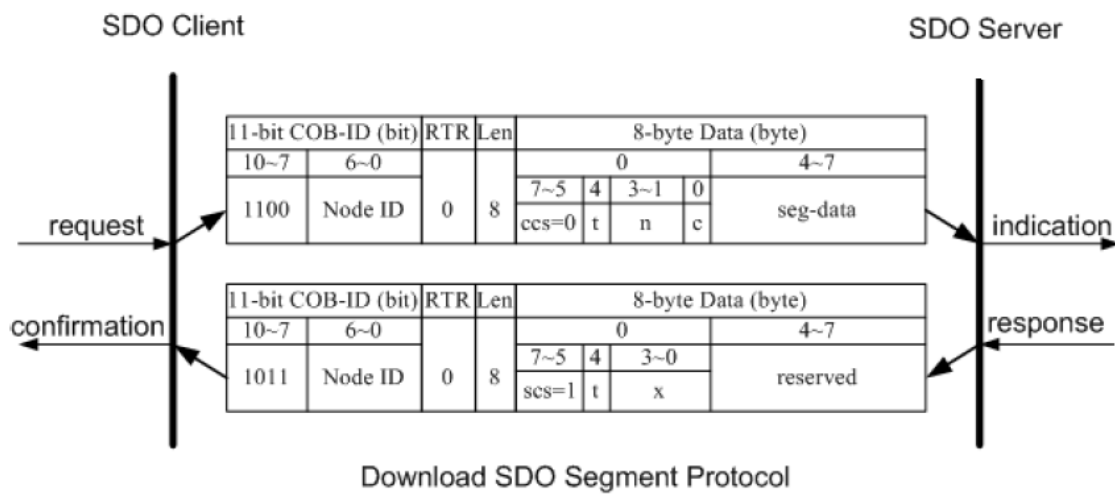 SDO Client
SDO Server
11-bit COB-ID (bit) RTR Len 8-byte Data (byte)
10~7 6~0 0 4~7
7~5 4 3~1 0
1100 Node ID 0 8 seg-data
ccs=0 t n c
request
indication
11-bit COB-ID (bit) RTR Len 8-byte Data (byte)
10~7 6~0 0 4~7
confirmation
response
7~5 4 3~0
1011 Node ID 0 8 reserved
scs=1 t x
Download SDO Segment Protocol